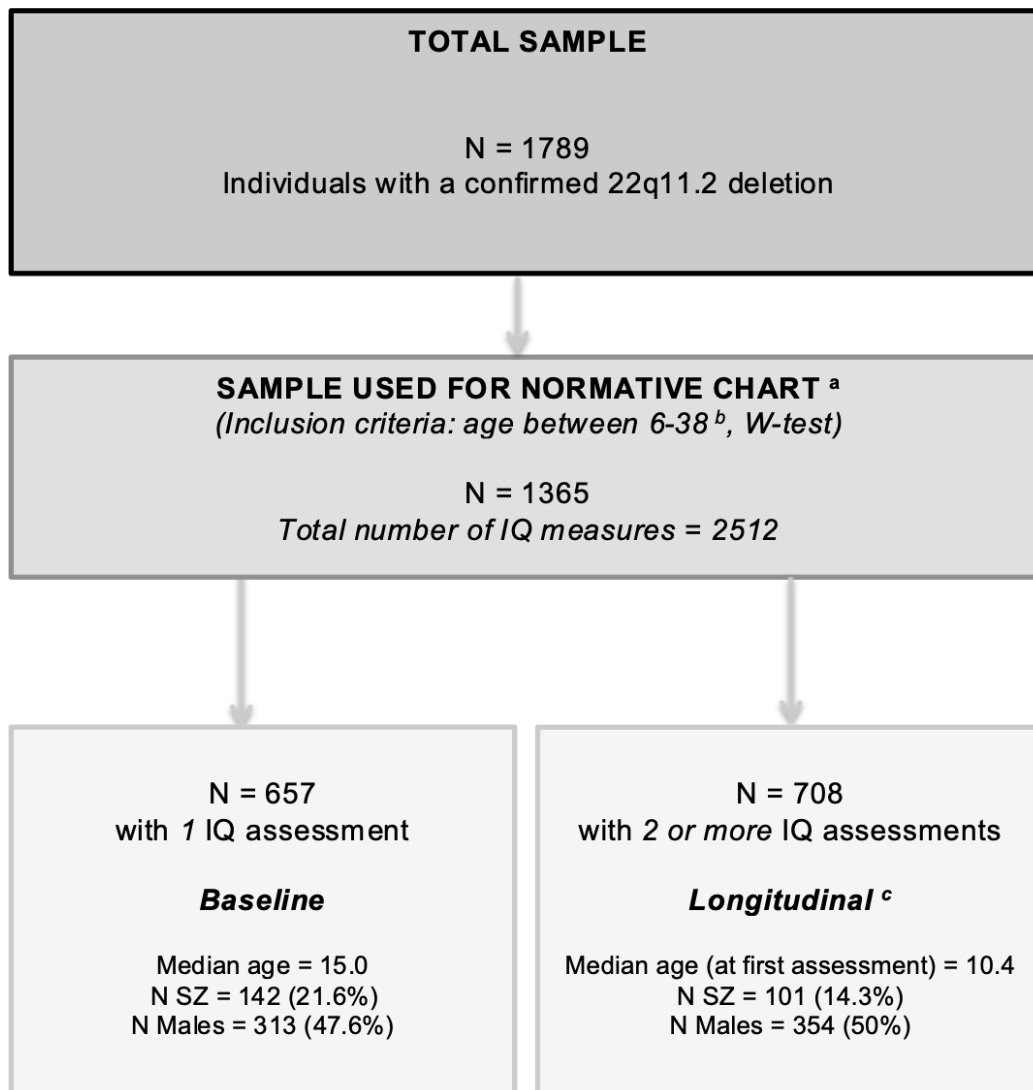 TOTAL SAMPLE
N = 1789
Individuals with a confirmed 22q11.2 deletion
SAMPLE USED FOR NORMATIVE CHART ᵃ
(Inclusion criteria: age between 6-38 ᵇ, W-test)
N = 1365
Total number of IQ measures = 2512
N = 657
with 1 IQ assessment
Baseline
Median age = 15.0
N SZ = 142 (21.6%)
N Males = 313 (47.6%)
N = 708
with 2 or more IQ assessments
Longitudinal ᶜ
Median age (at first assessment) = 10.4
N SZ = 101 (14.3%)
N Males = 354 (50%)